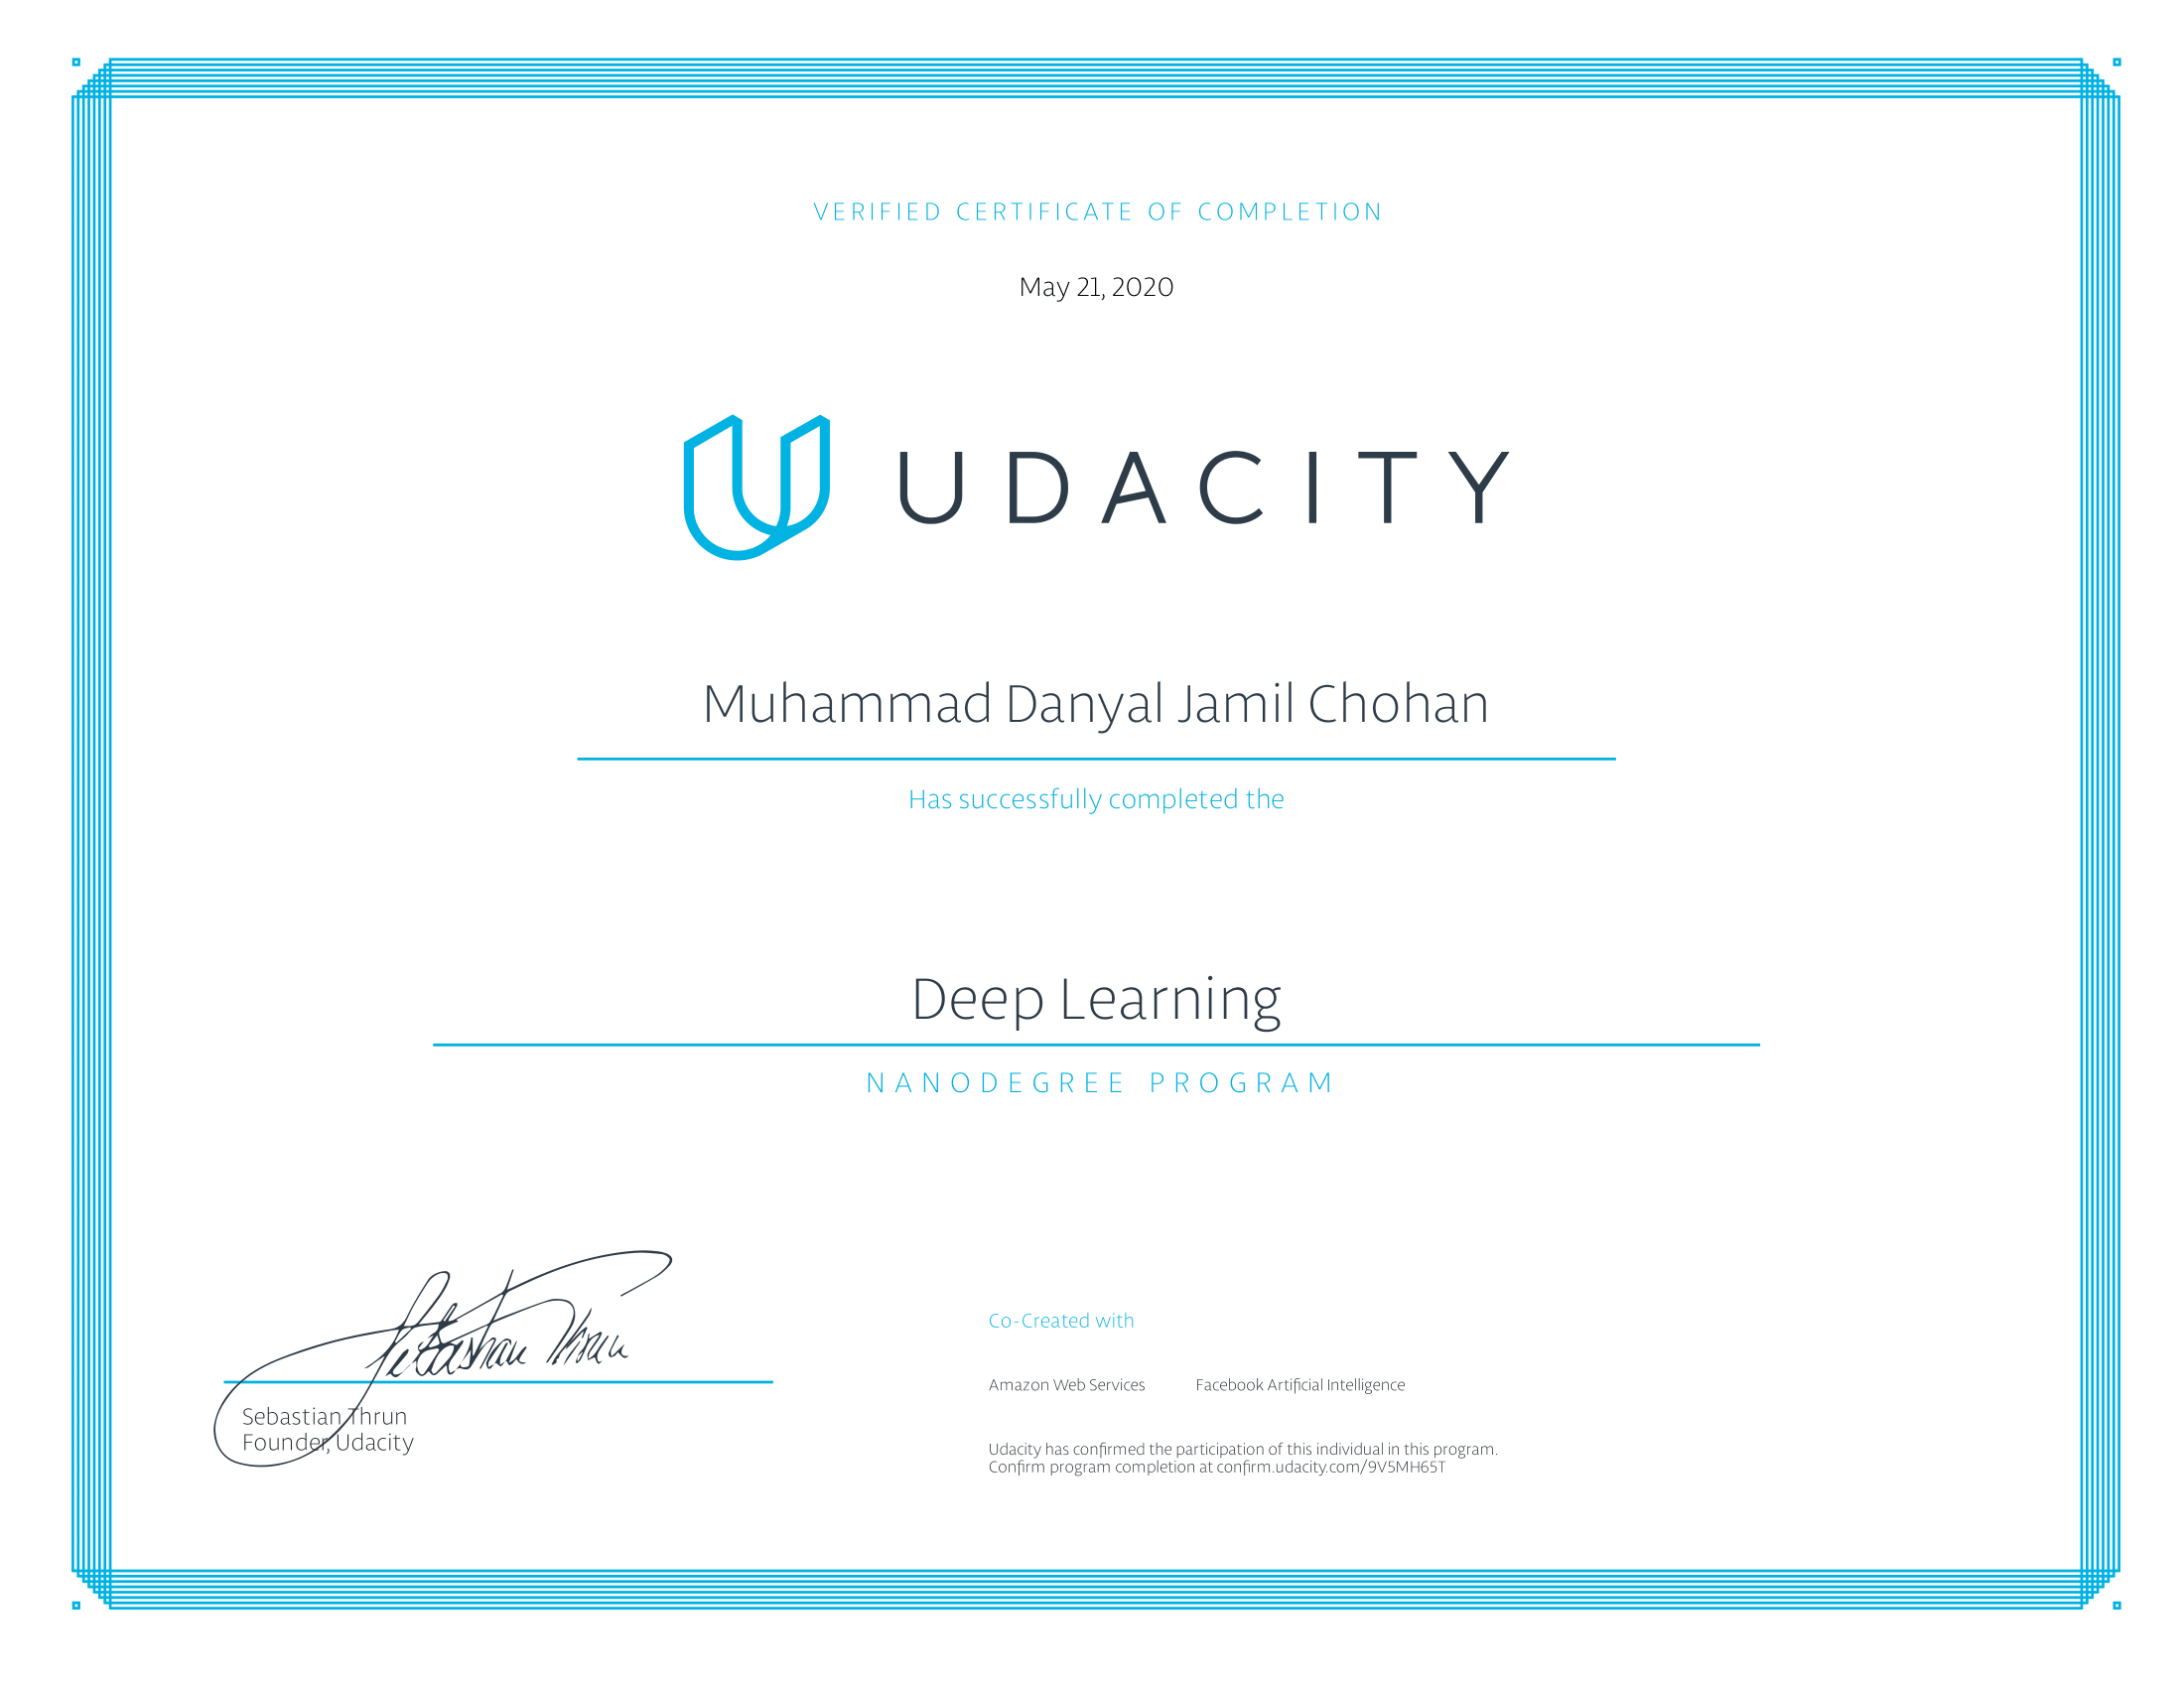 VERIFIED CERTIFICATE OF COMPLETION
May 21, 2020
UDACITY
Muhammad Danyal Jamil Chohan
Has successfully completed the
Deep Learning
NANODEGREE PROGRAM
Sebastian Thrun
Sebastian Thrun
Founder, Udacity
Co-Created with
Amazon Web Services Facebook Artificial Intelligence
Udacity has confirmed the participation of this individual in this program.
Confirm program completion at confirm.udacity.com/9V5MH65T